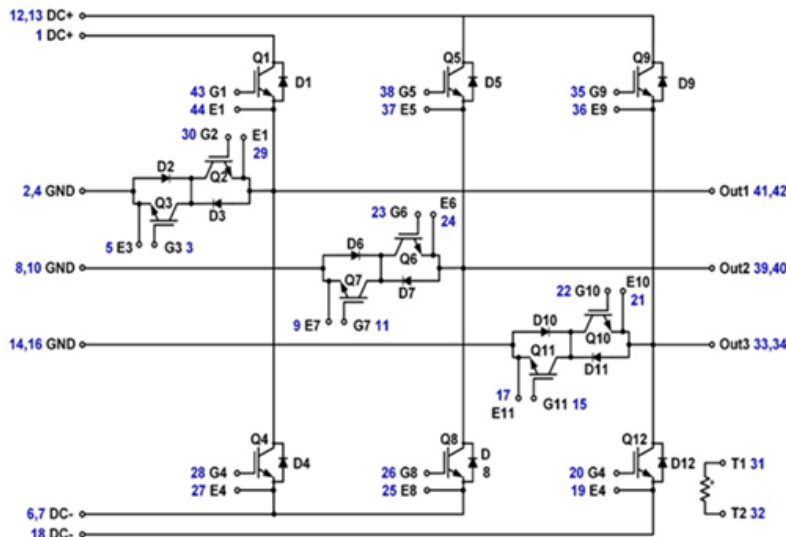 12,13 DC+
1 DC+
Q1
Q5
Q9
D1
D5
D9
43 G1
38 G5
35 G9
44 E1
37 E5
36 E9
30 G2
E1
29
D2
Q2
2,4 GND
Q3
D3
Out1 41,42
5 E3
G3 3
23 G6
E6
24
D6
Q6
8,10 GND
Q7
D7
Out2 39,40
9 E7
G7 11
22 G10
E10
21
D10
Q10
14,16 GND
Q11
D11
Out3 33,34
17
E11
G11 15
Q4
Q8
Q12
D4
D
8
D12
28 G4
26 G8
20 G4
27 E4
25 E8
19 E4
T1 31
T2 32
6,7 DC-
18 DC-